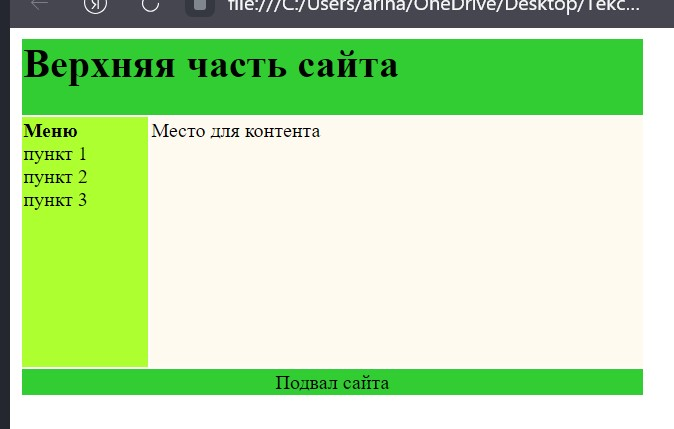 file:///C:/Users/arina/OneDrive/Desktop/Текс...
Верхняя часть сайта
Меню
пункт 1
пункт 2
пункт 3
Место для контента
Подвал сайта